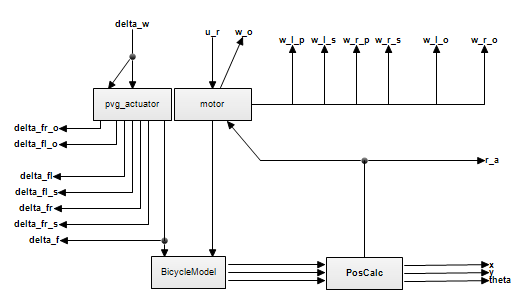 delta_w
u_r
w_o
w_l_p
w_l_s
w_r_p
w_r_s
w_l_o
w_r_o
pvg_actuator
motor
delta_fr_o
delta_fl_o
r_a
delta_fl
delta_fl_s
delta_fr
delta_fr_s
delta_f
BicycleModel
PosCalc
x
y
theta